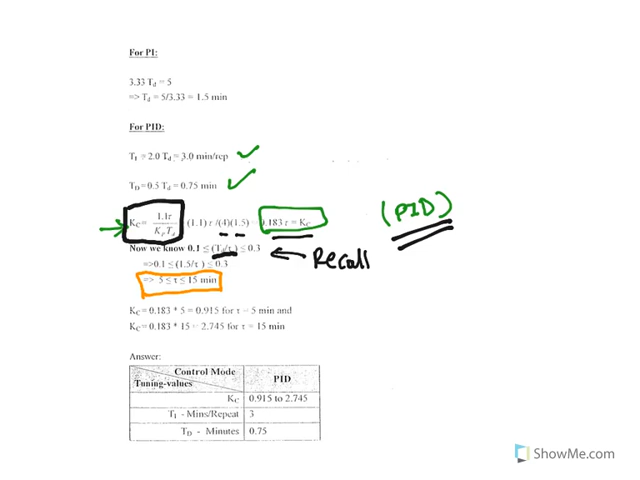 For PI:
3.33 T_d = 5
=> T_d = 5/3.33 = 1.5 min
For PID:
T_I = 2.0 T_d = 3.0 min/rep ✓
T_D = 0.5 T_d = 0.75 min ✓
(PID)
→ K_C = 1.1τ / K_P T_d = (1.1) τ /(4)(1.5) = 0.183 τ = K_C
Now we know 0.1 ≤ (T_d/τ) ≤ 0.3 ← Recall
=>0.1 ≤ (1.5/τ) ≤ 0.3
=> 5 ≤ τ ≤ 15 min
K_C = 0.183 * 5 = 0.915 for τ = 5 min and
K_C = 0.183 * 15 = 2.745 for τ = 15 min
Answer:
Control Mode
Tuning-values
PID
K_C 0.915 to 2.745
T_I - Mins/Repeat 3
T_D - Minutes 0.75
ShowMe.com